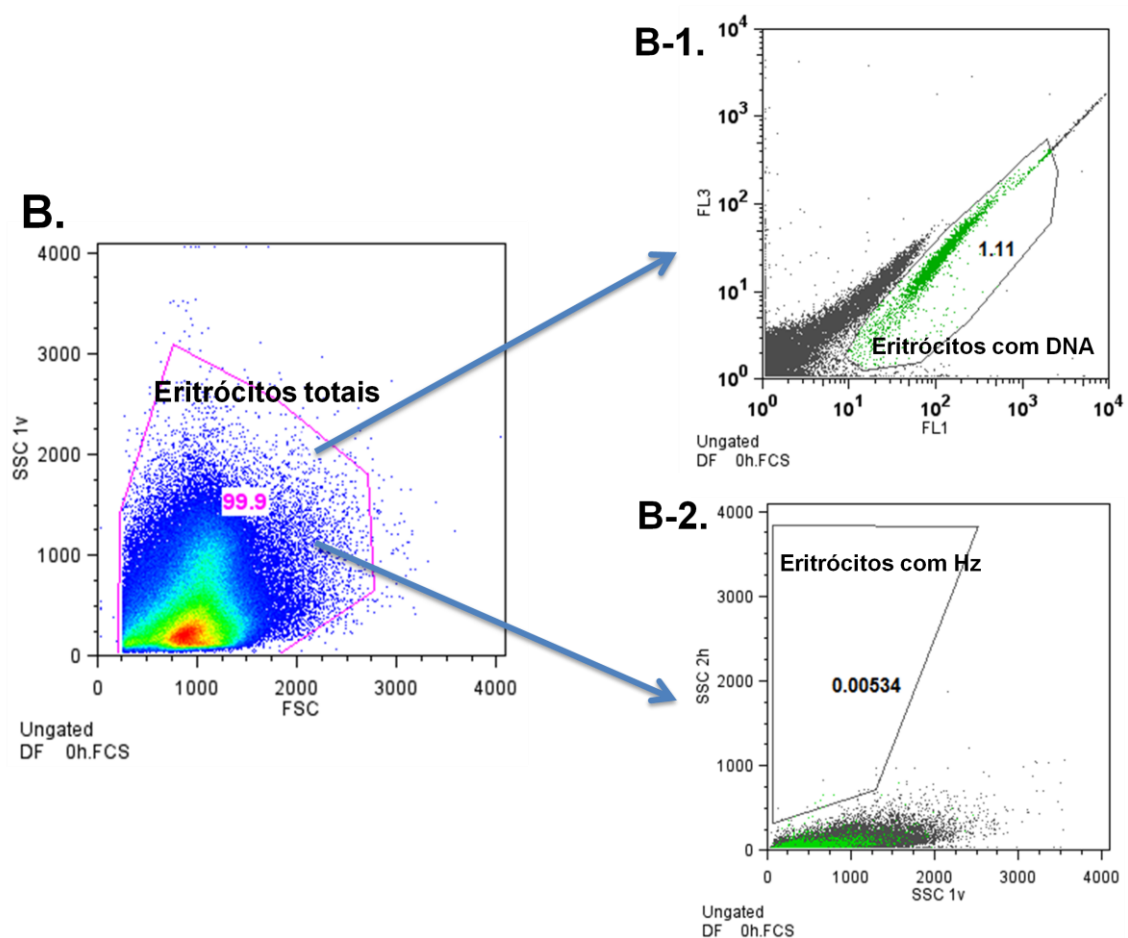 B.
4000
3000
2000
1000
0
SSC 1v
Eritrócitos totais
99.9
0
1000
2000
3000
4000
FSC
Ungated
DF 0h.FCS
B-1.
10^4
10^3
10^2
10^1
10^0
FL3
1.11
Eritrócitos com DNA
10^0
10^1
10^2
10^3
10^4
FL1
Ungated
DF 0h.FCS
B-2.
4000
3000
2000
1000
0
SSC 2h
Eritrócitos com Hz
0.00534
0
1000
2000
3000
4000
SSC 1v
Ungated
DF 0h.FCS